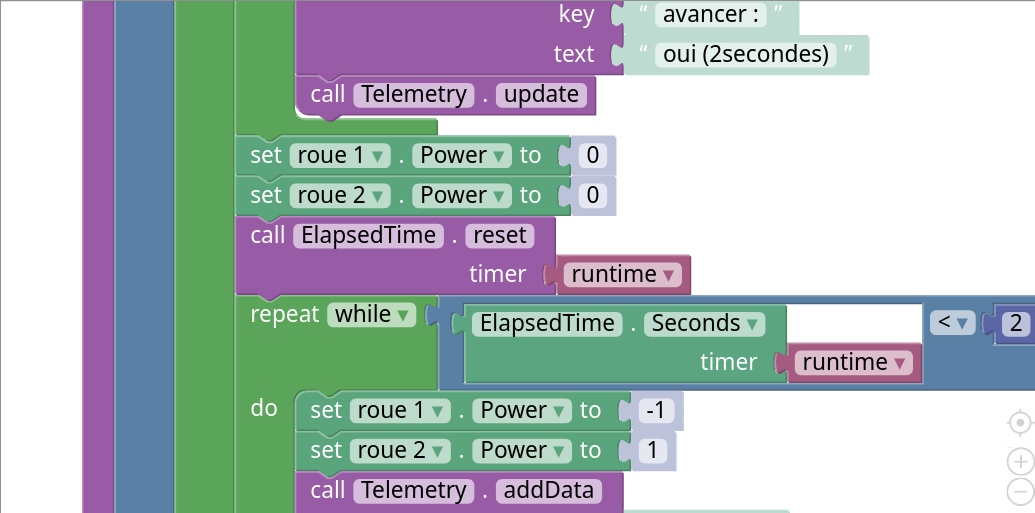 key “ avancer : ”
text “ oui (2secondes) ”
call Telemetry . update
set roue 1 . Power to 0
set roue 2 . Power to 0
call ElapsedTime . reset
timer runtime
repeat while ElapsedTime . Seconds < 2
timer runtime
do set roue 1 . Power to -1
set roue 2 . Power to 1
call Telemetry . addData